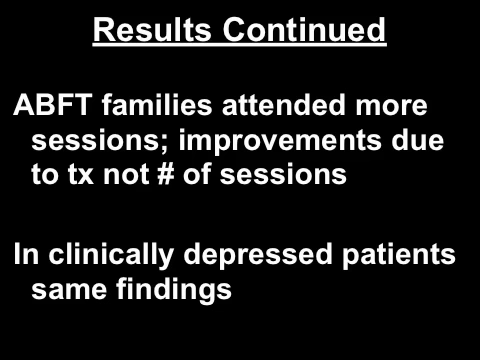 Results Continued
ABFT families attended more
sessions; improvements due
to tx not # of sessions
In clinically depressed patients
same findings